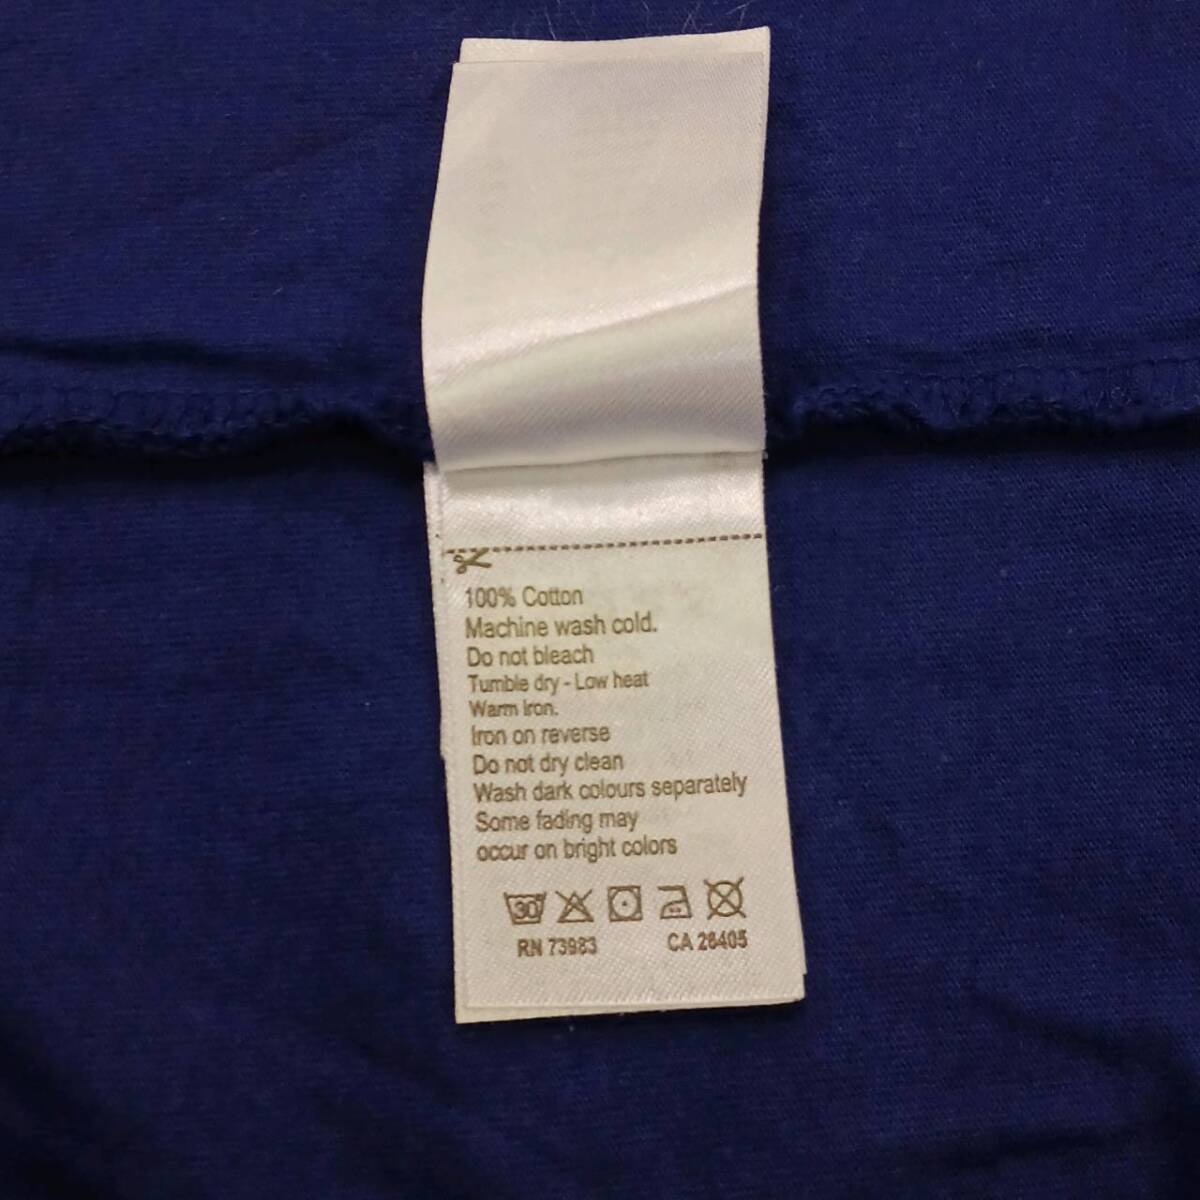 100% Cotton
Machine wash cold.
Do not bleach
Tumble dry - Low heat
Warm Iron.
Iron on reverse
Do not dry clean
Wash dark colours separately
Some fading may
occur on bright colors
30
RN 73983 CA 26405